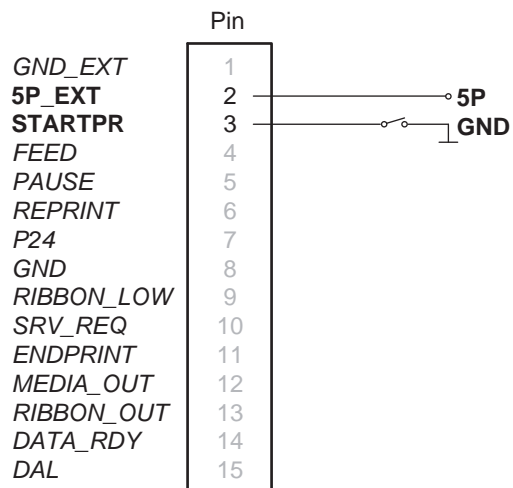 Pin
GND_EXT 1
5P_EXT 2 5P
STARTPR 3 GND
FEED 4
PAUSE 5
REPRINT 6
P24 7
GND 8
RIBBON_LOW 9
SRV_REQ 10
ENDPRINT 11
MEDIA_OUT 12
RIBBON_OUT 13
DATA_RDY 14
DAL 15